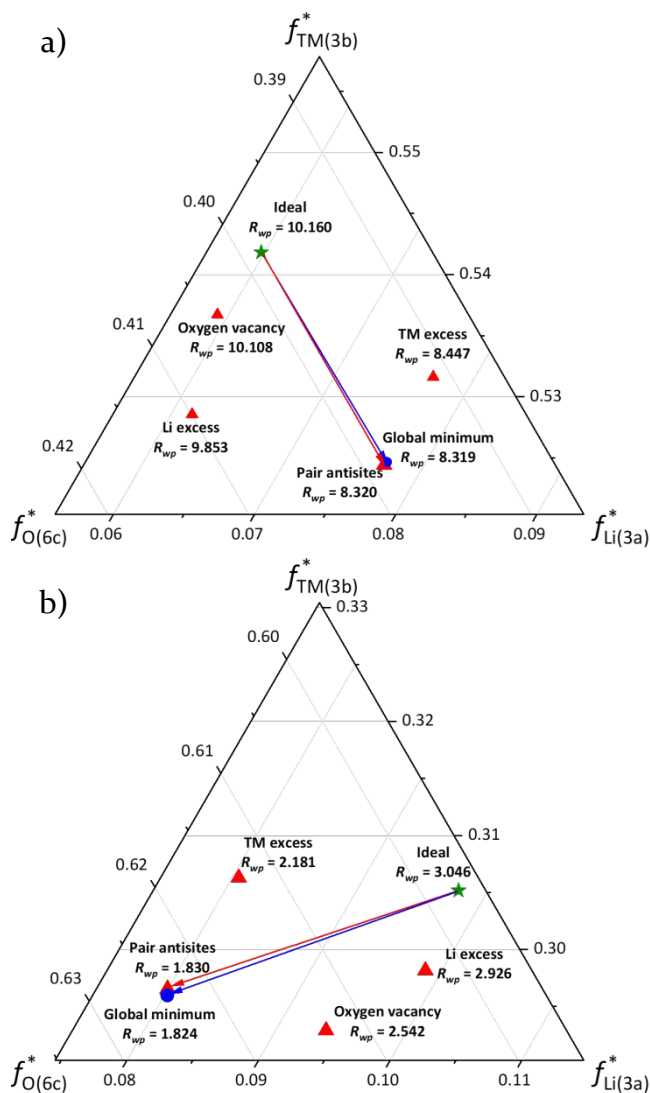 a)
f*TM(3b)
0.39
0.55
0.40
Ideal
Rwp = 10.160
0.54
Oxygen vacancy
Rwp = 10.108
0.41
TM excess
Rwp = 8.447
0.53
Li excess
Rwp = 9.853
Global minimum
Rwp = 8.319
0.42
Pair antisites
Rwp = 8.320
f*O(6c)
f*Li(3a)
0.06 0.07 0.08 0.09
b)
f*TM(3b)
0.33
0.60
0.32
0.61
TM excess
Rwp = 2.181
0.31
Ideal
Rwp = 3.046
0.62
Pair antisites
Rwp = 1.830
0.30
Li excess
Rwp = 2.926
0.63
Global minimum
Rwp = 1.824
Oxygen vacancy
Rwp = 2.542
f*O(6c)
f*Li(3a)
0.08 0.09 0.10 0.11